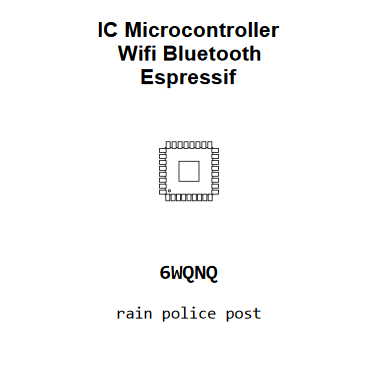 IC Microcontroller
Wifi Bluetooth
Espressif
6WQNQ
rain police post